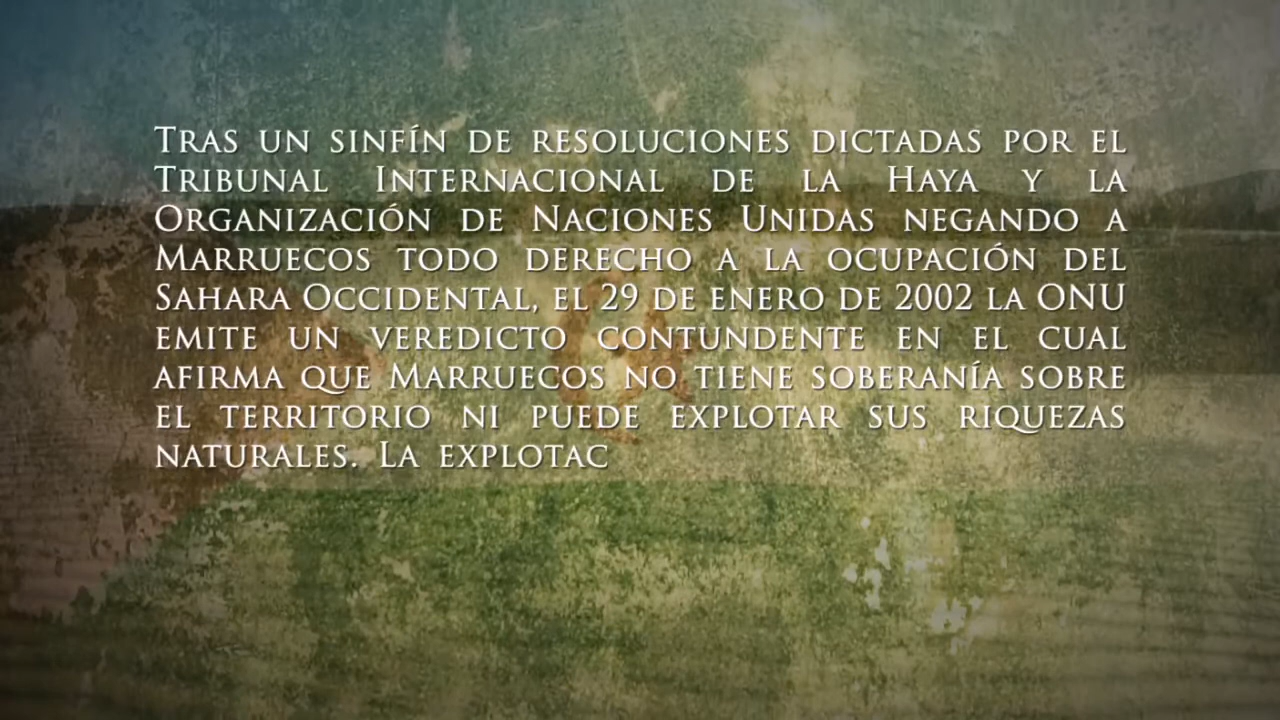 Tras un sinfín de resoluciones dictadas por el
Tribunal Internacional de la Haya y la
Organización de Naciones Unidas negando a
Marruecos todo derecho a la ocupación del
Sahara Occidental, el 29 de enero de 2002 la ONU
emite un veredicto contundente en el cual
afirma que Marruecos no tiene soberanía sobre
el territorio ni puede explotar sus riquezas
naturales. La explotac